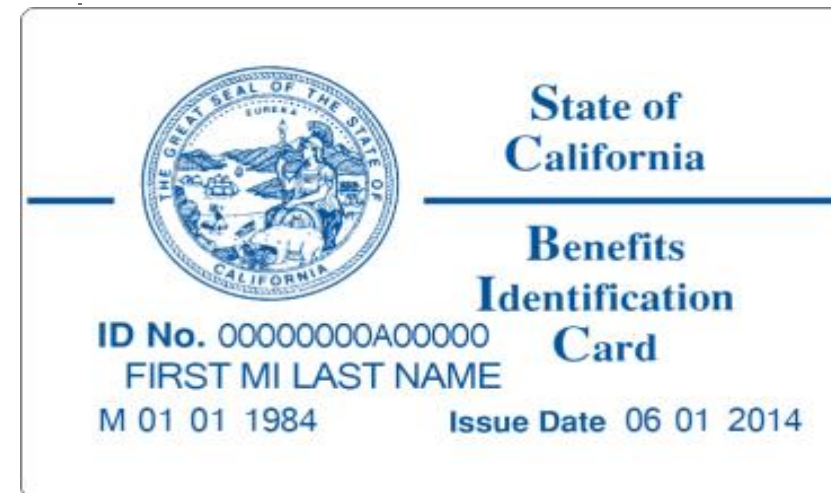 THE GREAT SEAL OF THE STATE OF CALIFORNIA
EUREKA
State of
California
Benefits
Identification
Card
ID No. 00000000A00000
FIRST MI LAST NAME
M 01 01 1984
Issue Date 06 01 2014